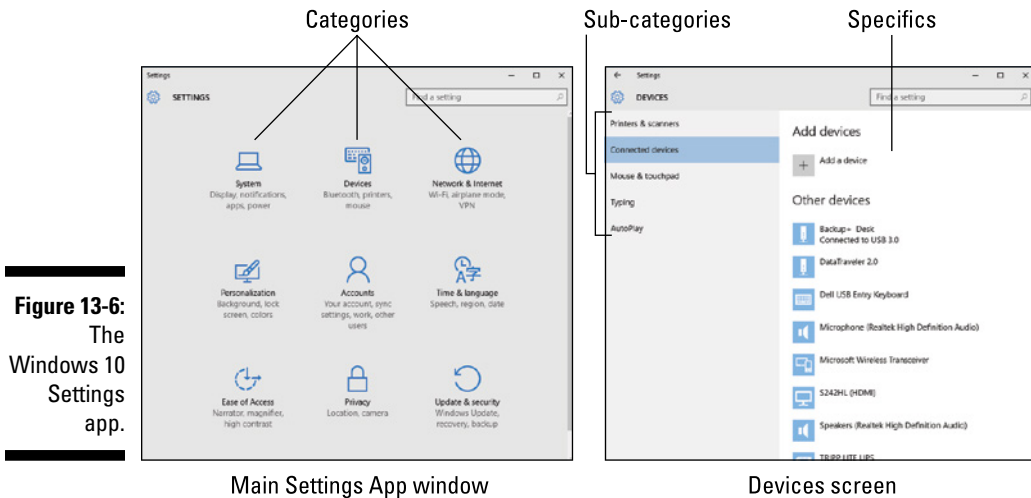 Categories
Sub-categories
Specifics
Settings
SETTINGS
Find a setting
System
Display, notifications,
apps, power
Devices
Bluetooth, printers,
mouse
Network & Internet
Wi-Fi, airplane mode,
VPN
Personalization
Background, lock
screen, colors
Accounts
Your account, sync
settings, work, other
users
Time & language
Speech, region, date
Ease of Access
Narrator, magnifier,
high contrast
Privacy
Location, camera
Update & security
Windows Update,
recovery, backup
Settings
DEVICES
Find a setting
Printers & scanners
Connected devices
Mouse & touchpad
Typing
AutoPlay
Add devices
Add a device
Other devices
Backup+ Desk
Connected to USB 3.0
DataTraveler 2.0
Dell USB Entry Keyboard
Microphone (Realtek High Definition Audio)
Microsoft Wireless Transceiver
S242HL (HDMI)
Speakers (Realtek High Definition Audio)
TRIPP LITE UPS
Figure 13-6:
The
Windows 10
Settings
app.
Main Settings App window
Devices screen